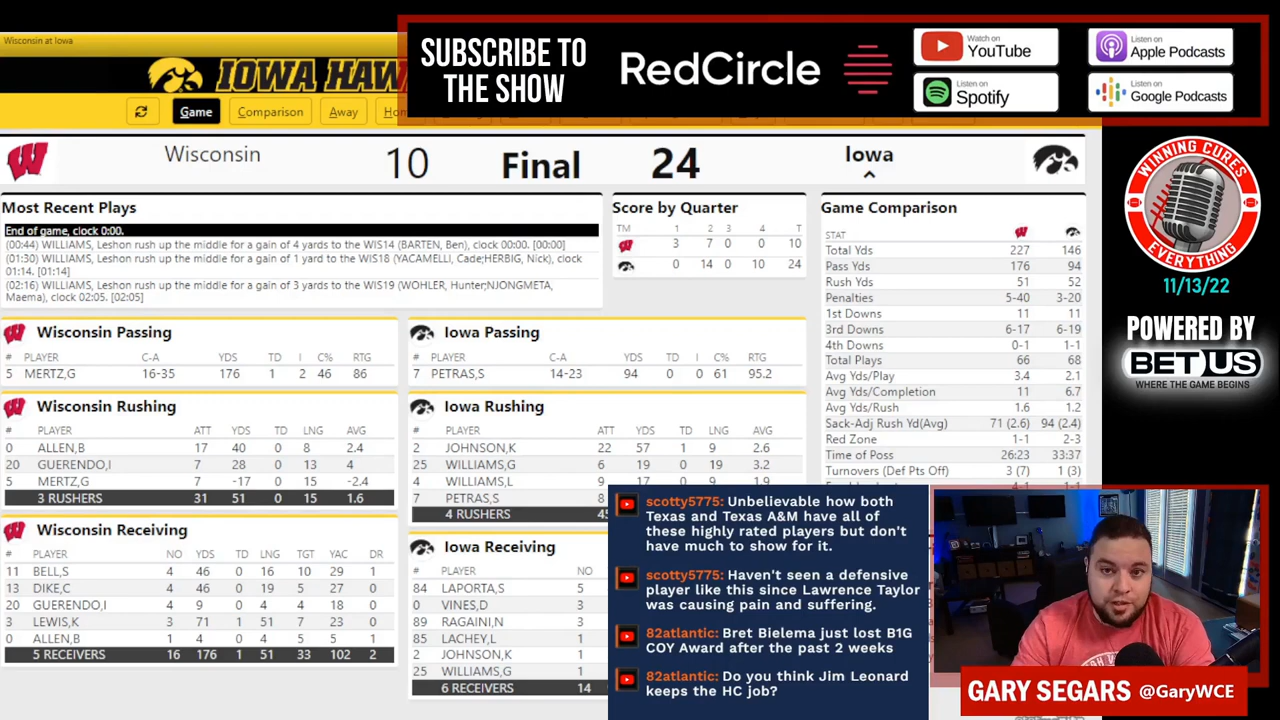 Wisconsin at Iowa
IOWA HAW
SUBSCRIBE TO
THE SHOW
RedCircle
Watch on
YouTube
Listen on
Spotify
Listen on
Apple Podcasts
Listen on
Google Podcasts
Game Comparison Away
Wisconsin 10 Final 24 Iowa
Most Recent Plays
End of game, clock 0:00.
(00:44) WILLIAMS, Leshon rush up the middle for a gain of 4 yards to the WIS14 (BARTEN, Ben), clock 00:00. [00:00]
(01:30) WILLIAMS, Leshon rush up the middle for a gain of 1 yard to the WIS18 (YACAMELLI, Cade;HERBIG, Nick), clock
01:14. [01:14]
(02:16) WILLIAMS, Leshon rush up the middle for a gain of 3 yards to the WIS19 (WOHLER, Hunter;NJONGMETA,
Maema), clock 02:05. [02:05]
Score by Quarter
TM 1 2 3 4 T
3 7 0 0 10
0 14 0 10 24
Game Comparison
STAT
Total Yds 227 146
Pass Yds 176 94
Rush Yds 51 52
Penalties 5-40 3-20
1st Downs 11 11
3rd Downs 6-17 6-19
4th Downs 0-1 1-1
Total Plays 66 68
Avg Yds/Play 3.4 2.1
Avg Yds/Completion 11 6.7
Avg Yds/Rush 1.6 1.2
Sack-Adj Rush Yd(Avg) 71 (2.6) 94 (2.4)
Red Zone 1-1 2-3
Time of Poss 26:23 33:37
Turnovers (Def Pts Off) 3 (7) 1 (3)
Wisconsin Passing
# PLAYER C-A YDS TD I C% RTG
5 MERTZ,G 16-35 176 1 2 46 86
Iowa Passing
# PLAYER C-A YDS TD I C% RTG
7 PETRAS,S 14-23 94 0 0 61 95.2
Wisconsin Rushing
# PLAYER ATT YDS TD LNG AVG
0 ALLEN,B 17 40 0 8 2.4
20 GUERENDO,I 7 28 0 13 4
5 MERTZ,G 7 -17 0 15 -2.4
3 RUSHERS 31 51 0 15 1.6
Iowa Rushing
# PLAYER ATT YDS TD LNG AVG
2 JOHNSON,K 22 57 1 9 2.6
25 WILLIAMS,G 6 19 0 19 3.2
4 WILLIAMS,L 9 17 0 4 1.9
7 PETRAS,S 8
4 RUSHERS
Wisconsin Receiving
# PLAYER NO YDS TD LNG TGT YAC DR
11 BELL,S 4 46 0 16 10 29 1
13 DIKE,C 4 46 0 19 5 27 0
20 GUERENDO,I 4 9 0 4 4 18 0
3 LEWIS,K 3 71 1 51 7 23 0
0 ALLEN,B 1 4 0 4 5 5 1
5 RECEIVERS 16 176 1 51 33 102 2
Iowa Receiving
# PLAYER NO
84 LAPORTA,S 5
0 VINES,D 3
89 RAGAINI,N 3
85 LACHEY,L 1
2 JOHNSON,K 1
25 WILLIAMS,G 1
6 RECEIVERS 14
scotty5775: Unbelievable how both
Texas and Texas A&M have all of
these highly rated players but don't
have much to show for it.
scotty5775: Haven't seen a defensive
player like this since Lawrence Taylor
was causing pain and suffering.
82atlantic: Bret Bielema just lost B1G
COY Award after the past 2 weeks
82atlantic: Do you think Jim Leonard
keeps the HC job?
WINNING CURES
EVERYTHING
11/13/22
POWERED BY
BETUS
WHERE THE GAME BEGINS
GARY SEGARS @GaryWCE